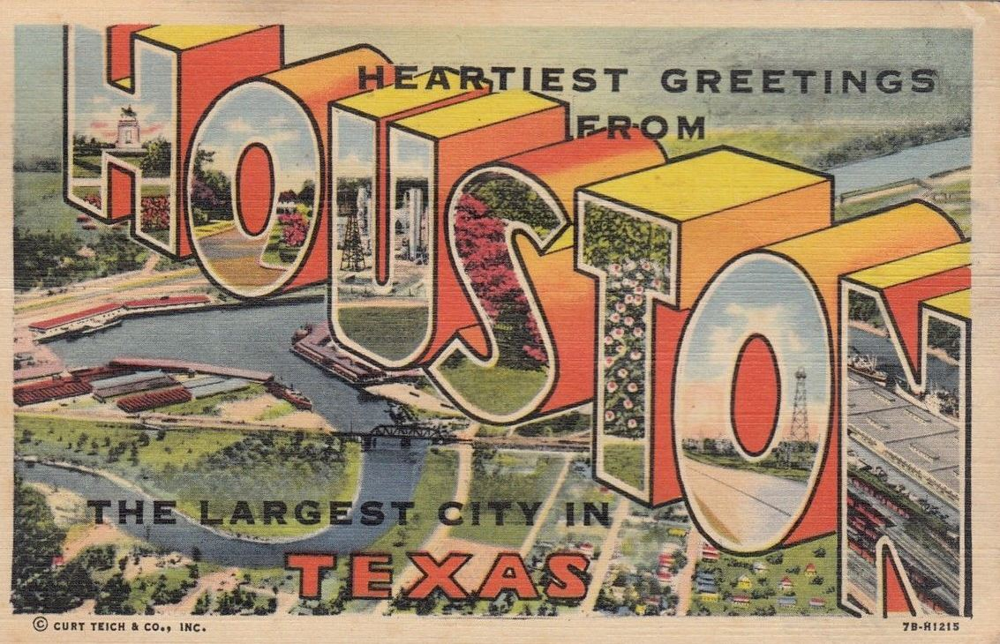 HEARTIEST GREETINGS
FROM
HOUSTON
THE LARGEST CITY IN
TEXAS
© CURT TEICH & CO., INC.
7B-H1215